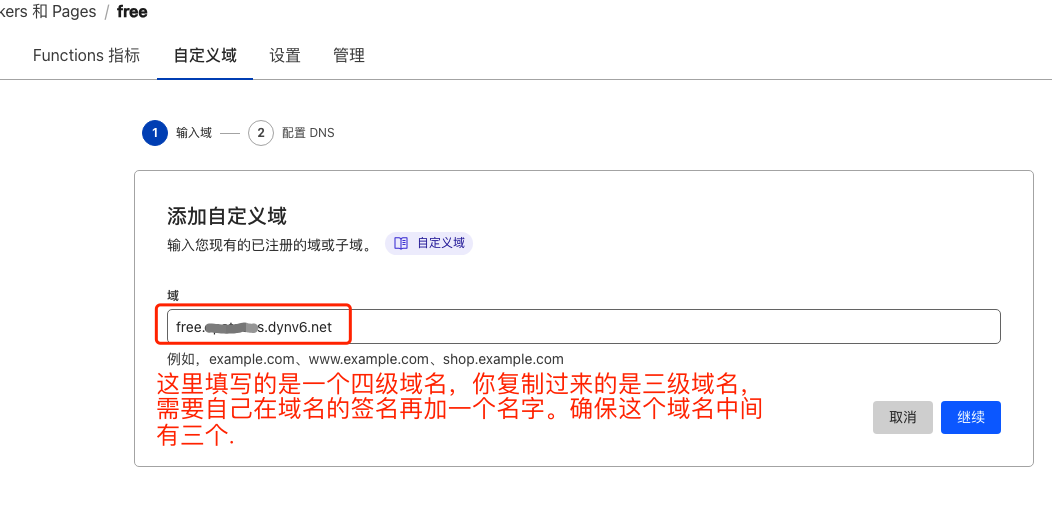 kers 和 Pages / free
Functions 指标 自定义域 设置 管理
1 输入域 2 配置 DNS
添加自定义域
输入您现有的已注册的域或子域。 自定义域
域
free. s.dynv6.net
例如，example.com、www.example.com、shop.example.com
这里填写的是一个四级域名，你复制过来的是三级域名，
需要自己在域名的签名再加一个名字。确保这个域名中间
有三个.
取消 继续